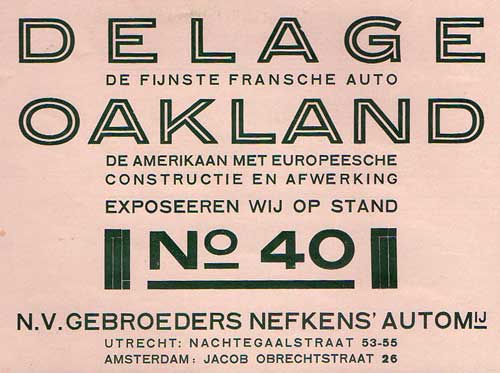 DELAGE
DE FIJNSTE FRANSCHE AUTO
OAKLAND
DE AMERIKAAN MET EUROPEESCHE
CONSTRUCTIE EN AFWERKING
EXPOSEEREN WIJ OP STAND
No 40
N.V. GEBROEDERS NEFKENS' AUTOMIJ
UTRECHT: NACHTEGAALSTRAAT 53-55
AMSTERDAM: JACOB OBRECHTSTRAAT 26